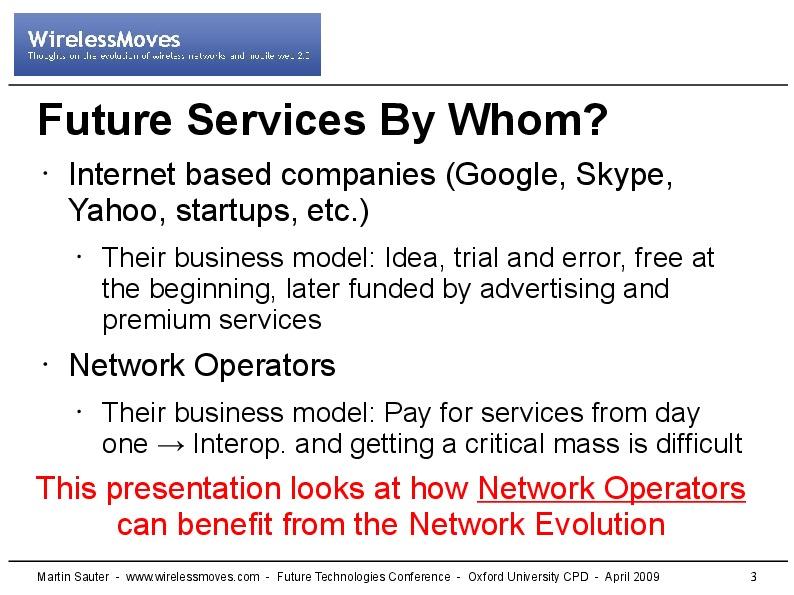 WirelessMoves
Thoughts on the evolution of wireless networks and mobile web 2.0
Future Services By Whom?
• Internet based companies (Google, Skype,
Yahoo, startups, etc.)
• Their business model: Idea, trial and error, free at
the beginning, later funded by advertising and
premium services
• Network Operators
• Their business model: Pay for services from day
one → Interop. and getting a critical mass is difficult
This presentation looks at how Network Operators
can benefit from the Network Evolution
Martin Sauter - www.wirelessmoves.com - Future Technologies Conference - Oxford University CPD - April 2009 3